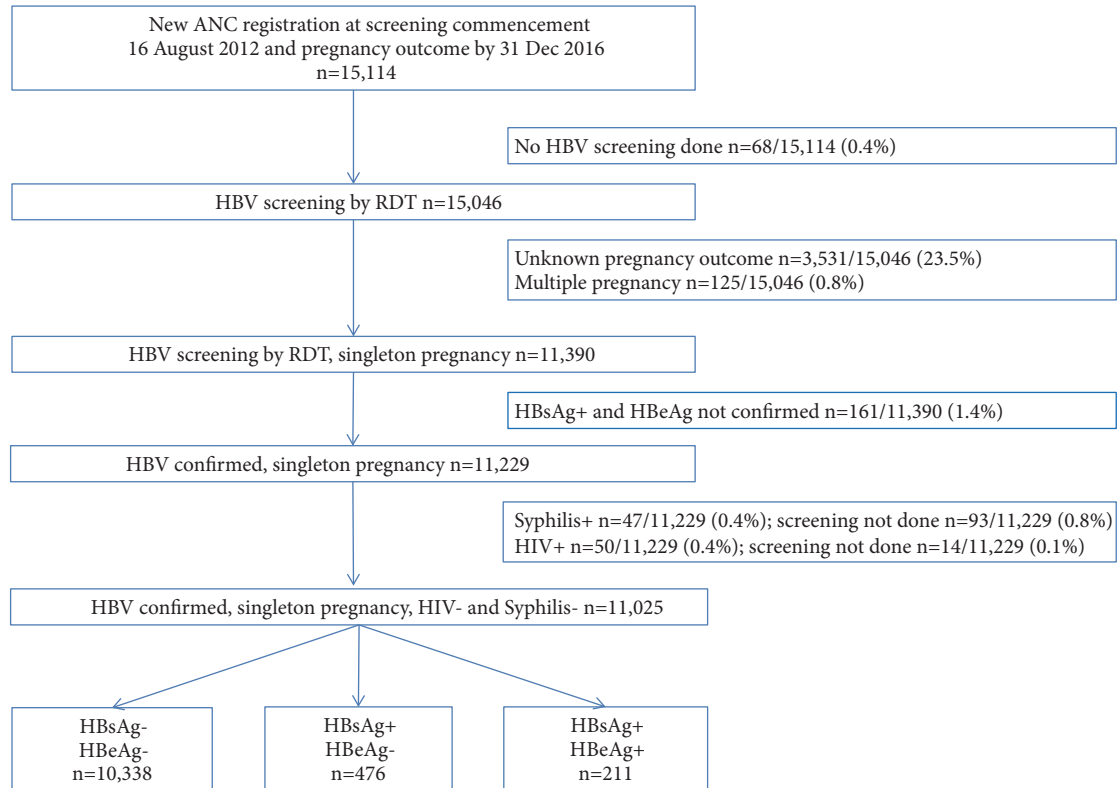 New ANC registration at screening commencement
16 August 2012 and pregnancy outcome by 31 Dec 2016
n=15,114
No HBV screening done n=68/15,114 (0.4%)
HBV screening by RDT n=15,046
Unknown pregnancy outcome n=3,531/15,046 (23.5%)
Multiple pregnancy n=125/15,046 (0.8%)
HBV screening by RDT, singleton pregnancy n=11,390
HBsAg+ and HBeAg not confirmed n=161/11,390 (1.4%)
HBV confirmed, singleton pregnancy n=11,229
Syphilis+ n=47/11,229 (0.4%); screening not done n=93/11,229 (0.8%)
HIV+ n=50/11,229 (0.4%); screening not done n=14/11,229 (0.1%)
HBV confirmed, singleton pregnancy, HIV- and Syphilis- n=11,025
HBsAg-
HBeAg-
n=10,338
HBsAg+
HBeAg-
n=476
HBsAg+
HBeAg+
n=211